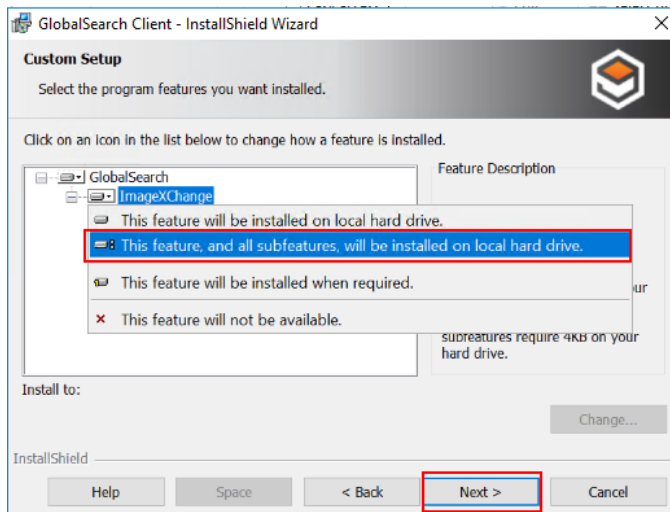 GlobalSearch Client - InstallShield Wizard
Custom Setup
Select the program features you want installed.
Click on an icon in the list below to change how a feature is installed.
GlobalSearch
ImageXChange
Feature Description
This feature will be installed on local hard drive.
This feature, and all subfeatures, will be installed on local hard drive.
This feature will be installed when required.
This feature will not be available.
subfeatures require 4KB on your
hard drive.
Install to:
Change...
InstallShield
Help
Space
< Back
Next >
Cancel